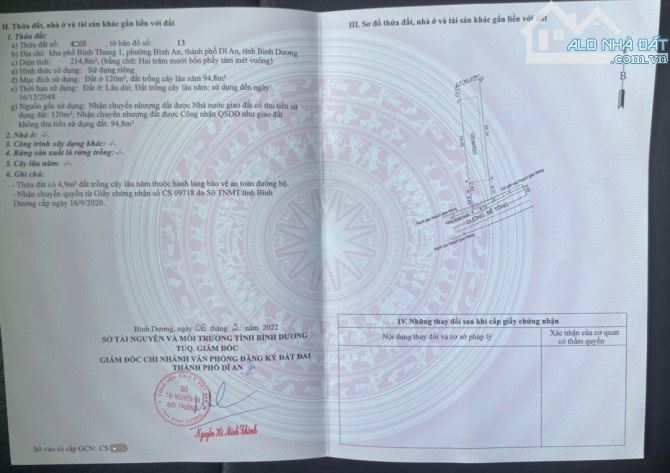 II. Thửa đất, nhà ở và tài sản khác gắn liền với đất
1. Thửa đất:
a) Thửa đất số: , tờ bản đồ số: 13
b) Địa chỉ: khu phố Bình Thung 1, phường Bình An, thành phố Dĩ An, tỉnh Bình Dương
c) Diện tích: 214,8m², (bằng chữ: Hai trăm mười bốn phẩy tám mét vuông)
d) Hình thức sử dụng: Sử dụng riêng
đ) Mục đích sử dụng: Đất ở 120m², đất trồng cây lâu năm 94,8m²
e) Thời hạn sử dụng: Đất ở: Lâu dài; Đất trồng cây lâu năm: sử dụng đến ngày
16/12/2048
g) Nguồn gốc sử dụng: Nhận chuyển nhượng đất được Nhà nước giao đất có thu tiền sử
dụng đất: 120m²; Nhận chuyển nhượng đất được Công nhận QSDĐ như giao đất
không thu tiền sử dụng đất: 94,8m²
2. Nhà ở: -/-
3. Công trình xây dựng khác: -/-
4. Rừng sản xuất là rừng trồng: -/-
5. Cây lâu năm: -/-
6. Ghi chú:
- Thửa đất có 4,9m² đất trồng cây lâu năm thuộc hành lang bảo vệ an toàn đường bộ.
- Nhận chuyển quyền từ Giấy chứng nhận số CS 09718 do Sở TNMT tỉnh Bình
Dương cấp ngày 16/9/2020.
Bình Dương, ngày 06 tháng 5 năm 2022
SỞ TÀI NGUYÊN VÀ MÔI TRƯỜNG TỈNH BÌNH DƯƠNG
TUQ. GIÁM ĐỐC
GIÁM ĐỐC CHI NHÁNH VĂN PHÒNG ĐĂNG KÝ ĐẤT ĐAI
THÀNH PHỐ DĨ AN
SỞ
TÀI NGUYÊN VÀ
MÔI TRƯỜNG
Nguyễn Hà Minh Thành
Số vào sổ cấp GCN: CS
III. Sơ đồ thửa đất, nhà ở và tài sản khác gắn liền với đất
ALO NHÀ ĐẤT
B
ĐƯỜNG BÊ TÔNG
IV. Những thay đổi sau khi cấp giấy chứng nhận
Nội dung thay đổi và cơ sở pháp lý
Xác nhận của cơ quan
có thẩm quyền